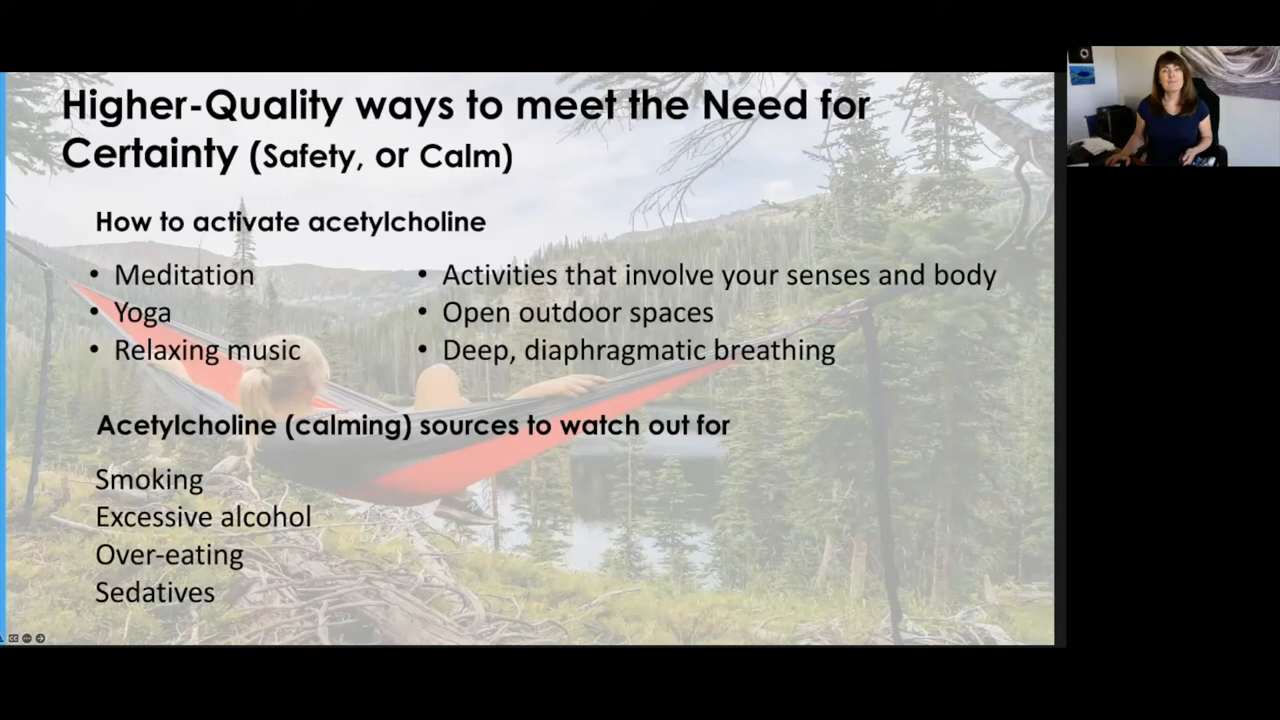 Higher-Quality ways to meet the Need for
Certainty (Safety, or Calm)
How to activate acetylcholine
• Meditation
• Yoga
• Relaxing music
• Activities that involve your senses and body
• Open outdoor spaces
• Deep, diaphragmatic breathing
Acetylcholine (calming) sources to watch out for
Smoking
Excessive alcohol
Over-eating
Sedatives